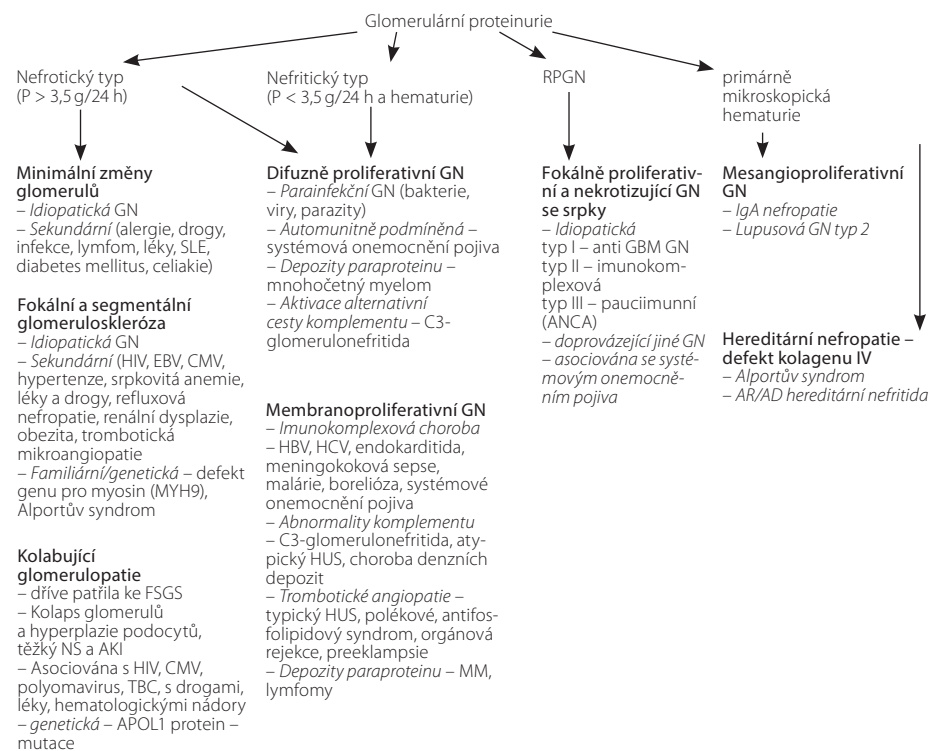 Glomerulární proteinurie
Nefrotický typ
(P > 3,5 g/24 h)
Nefritický typ
(P < 3,5 g/24 h a hematurie)
RPGN
primárně
mikroskopická
hematurie
Minimální změny
glomerulů
– Idiopatická GN
– Sekundární (alergie, drogy,
infekce, lymfom, léky, SLE,
diabetes mellitus, celiakie)
Fokální a segmentální
glomeruloskleróza
– Idiopatická GN
– Sekundární (HIV, EBV, CMV,
hypertenze, srpkovitá anemie,
léky a drogy, refluxová
nefropatie, renální dysplazie,
obezita, trombotická
mikroangiopatie
– Familiární/genetická – defekt
genu pro myosin (MYH9),
Alportův syndrom
Kolabující
glomerulopatie
– dříve patřila ke FSGS
– Kolaps glomerulů
a hyperplazie podocytů,
těžký NS a AKI
– Asociována s HIV, CMV,
polyomavirus, TBC, s drogami,
léky, hematologickými nádory
– genetická – APOL1 protein –
mutace
Difuzně proliferativní GN
– Parainfekční GN (bakterie,
viry, parazity)
– Automunitně podmíněná –
systémová onemocnění pojiva
– Depozity paraproteinu –
mnohočetný myelom
– Aktivace alternativní
cesty komplementu – C3-
glomerulonefritida
Membranoproliferativní GN
– Imunokomplexová choroba
– HBV, HCV, endokarditida,
meningokoková sepse,
malárie, borelióza, systémové
onemocnění pojiva
– Abnormality komplementu
– C3-glomerulonefritida, aty-
pický HUS, choroba denzních
depozit
– Trombotické angiopatie –
typický HUS, polékové, antifos-
folipidový syndrom, orgánová
rejekce, preeklampsie
– Depozity paraproteinu – MM,
lymfomy
Fokálně proliferativ-
ní a nekrotizující GN
se srpky
– Idiopatická
typ I – anti GBM GN
typ II – imunokom-
plexová
typ III – pauciimunní
(ANCA)
– doprovázející jiné GN
– asociována se systé-
movým onemocně-
ním pojiva
Mesangioproliferativní
GN
– IgA nefropatie
– Lupusová GN typ 2
Hereditární nefropatie –
defekt kolagenu IV
– Alportův syndrom
– AR/AD hereditární nefritida